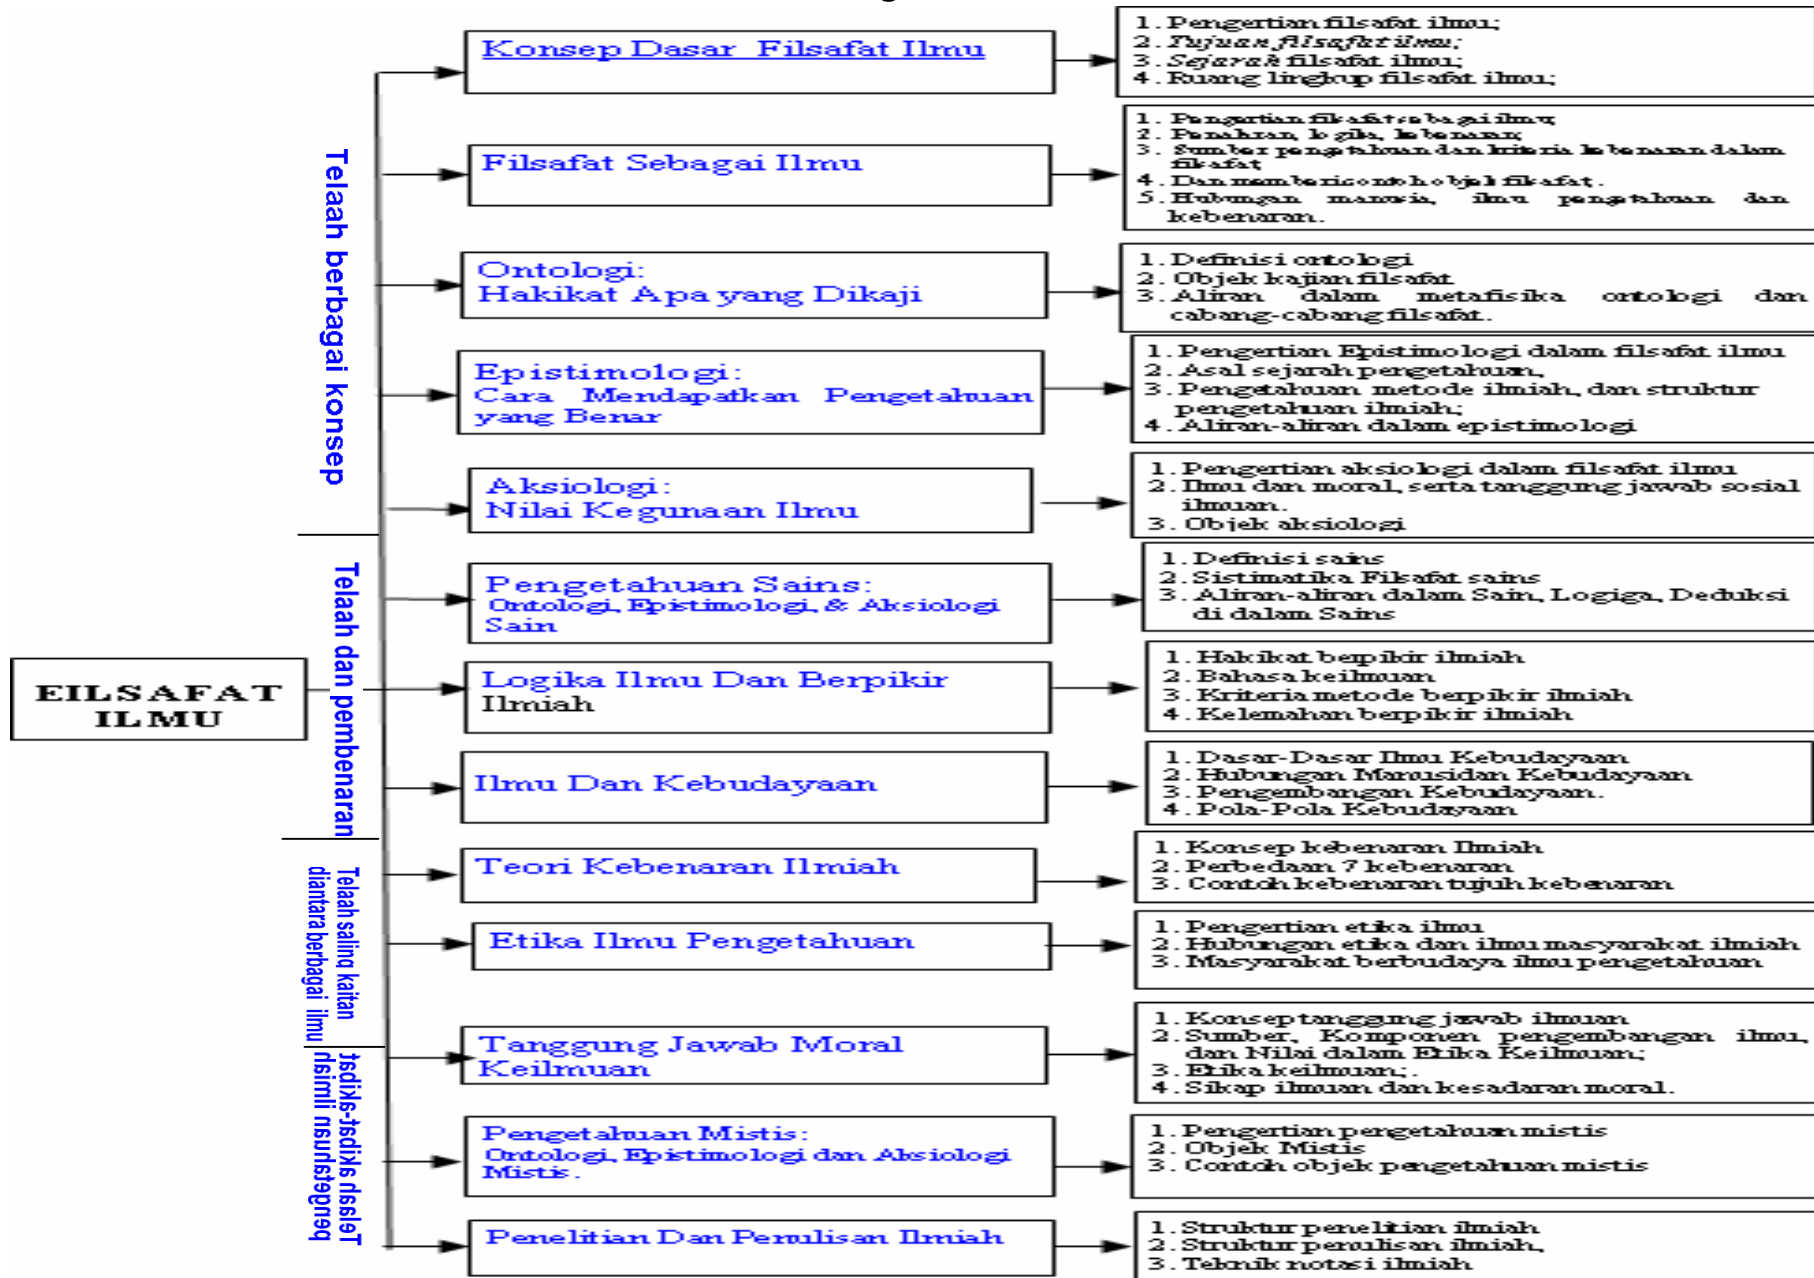 EILSAFAT
ILMU
Telaah berbagai konsep
Telaah dan pembenaran
Telaah saling kaitan
diantara berbagai ilmu
Telaah akibat-akibat
pengetahuan ilmiah
Konsep Dasar Filsafat Ilmu
1. Pengertian filsafat ilmu;
2. Tujuan filsafat ilmu;
3. Sejarah filsafat ilmu;
4. Ruang lingkup filsafat ilmu;
Filsafat Sebagai Ilmu
1. Pengertian filsafat sebagai ilmu;
2. Penalaran, logika, kebenaran;
3. Sumber pengetahuan dan kriteria kebenaran dalam
filsafat;
4. Dan memberi contoh objek filsafat.
5. Hubungan manusia, ilmu pengetahuan dan
kebenaran.
Ontologi:
Hakikat Apa yang Dikaji
1. Definisi ontologi
2. Objek kajian filsafat
3. Aliran dalam metafisika ontologi dan
cabang-cabang filsafat.
Epistimologi:
Cara Mendapatkan Pengetahuan
yang Benar
1. Pengertian Epistimologi dalam filsafat ilmu
2. Asal sejarah pengetahuan,
3. Pengetahuan metode ilmiah, dan struktur
pengetahuan ilmiah;
4. Aliran-aliran dalam epistimologi
Aksiologi:
Nilai Kegunaan Ilmu
1. Pengertian aksiologi dalam filsafat ilmu
2. Ilmu dan moral, serta tanggung jawab sosial
ilmuan.
3. Objek aksiologi
Pengetahuan Sains:
Ontologi, Epistimologi, & Aksiologi
Sain
1. Definisi sains
2. Sistimatika Filsafat sains
3. Aliran-aliran dalam Sain, Logiga, Deduksi
di dalam Sains
Logika Ilmu Dan Berpikir
Ilmiah
1. Hakikat berpikir ilmiah
2. Bahasa keilmuan
3. Kriteria metode berpikir ilmiah
4. Kelemahan berpikir ilmiah
Ilmu Dan Kebudayaan
1. Dasar-Dasar Ilmu Kebudayaan
2. Hubungan Manusidan Kebudayaan
3. Pengembangan Kebudayaan.
4. Pola-Pola Kebudayaan
Teori Kebenaran Ilmiah
1. Konsep kebenaran Ilmiah
2. Perbedaan 7 kebenaran
3. Contoh kebenaran tujuh kebenaran
Etika Ilmu Pengetahuan
1. Pengertian etika ilmu
2. Hubungan etika dan ilmu masyarakat ilmiah
3. Masyarakat berbudaya ilmu pengetahuan
Tanggung Jawab Moral
Keilmuan
1. Konsep tanggung jawab ilmuan
2. Sumber, Komponen pengembangan ilmu,
dan Nilai dalam Etika Keilmuan;
3. Etika keilmuan;.
4. Sikap ilmuan dan kesadaran moral.
Pengetahuan Mistis:
Ontologi, Epistimologi dan Aksiologi
Mistis.
1. Pengertian pengetahuan mistis
2. Objek Mistis
3. Contoh objek pengetahuan mistis
Penelitian Dan Penulisan Ilmiah
1. Struktur penelitian ilmiah
2. Struktur penulisan ilmiah,
3. Teknik notasi ilmiah